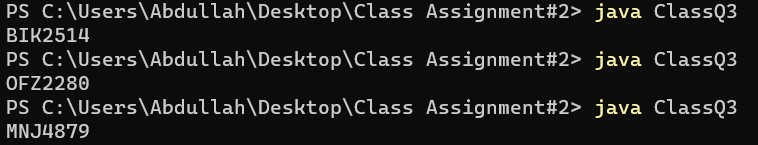 PS C:\Users\Abdullah\Desktop\Class Assignment#2> java ClassQ3
BIK2514
PS C:\Users\Abdullah\Desktop\Class Assignment#2> java ClassQ3
OFZ2280
PS C:\Users\Abdullah\Desktop\Class Assignment#2> java ClassQ3
MNJ4879